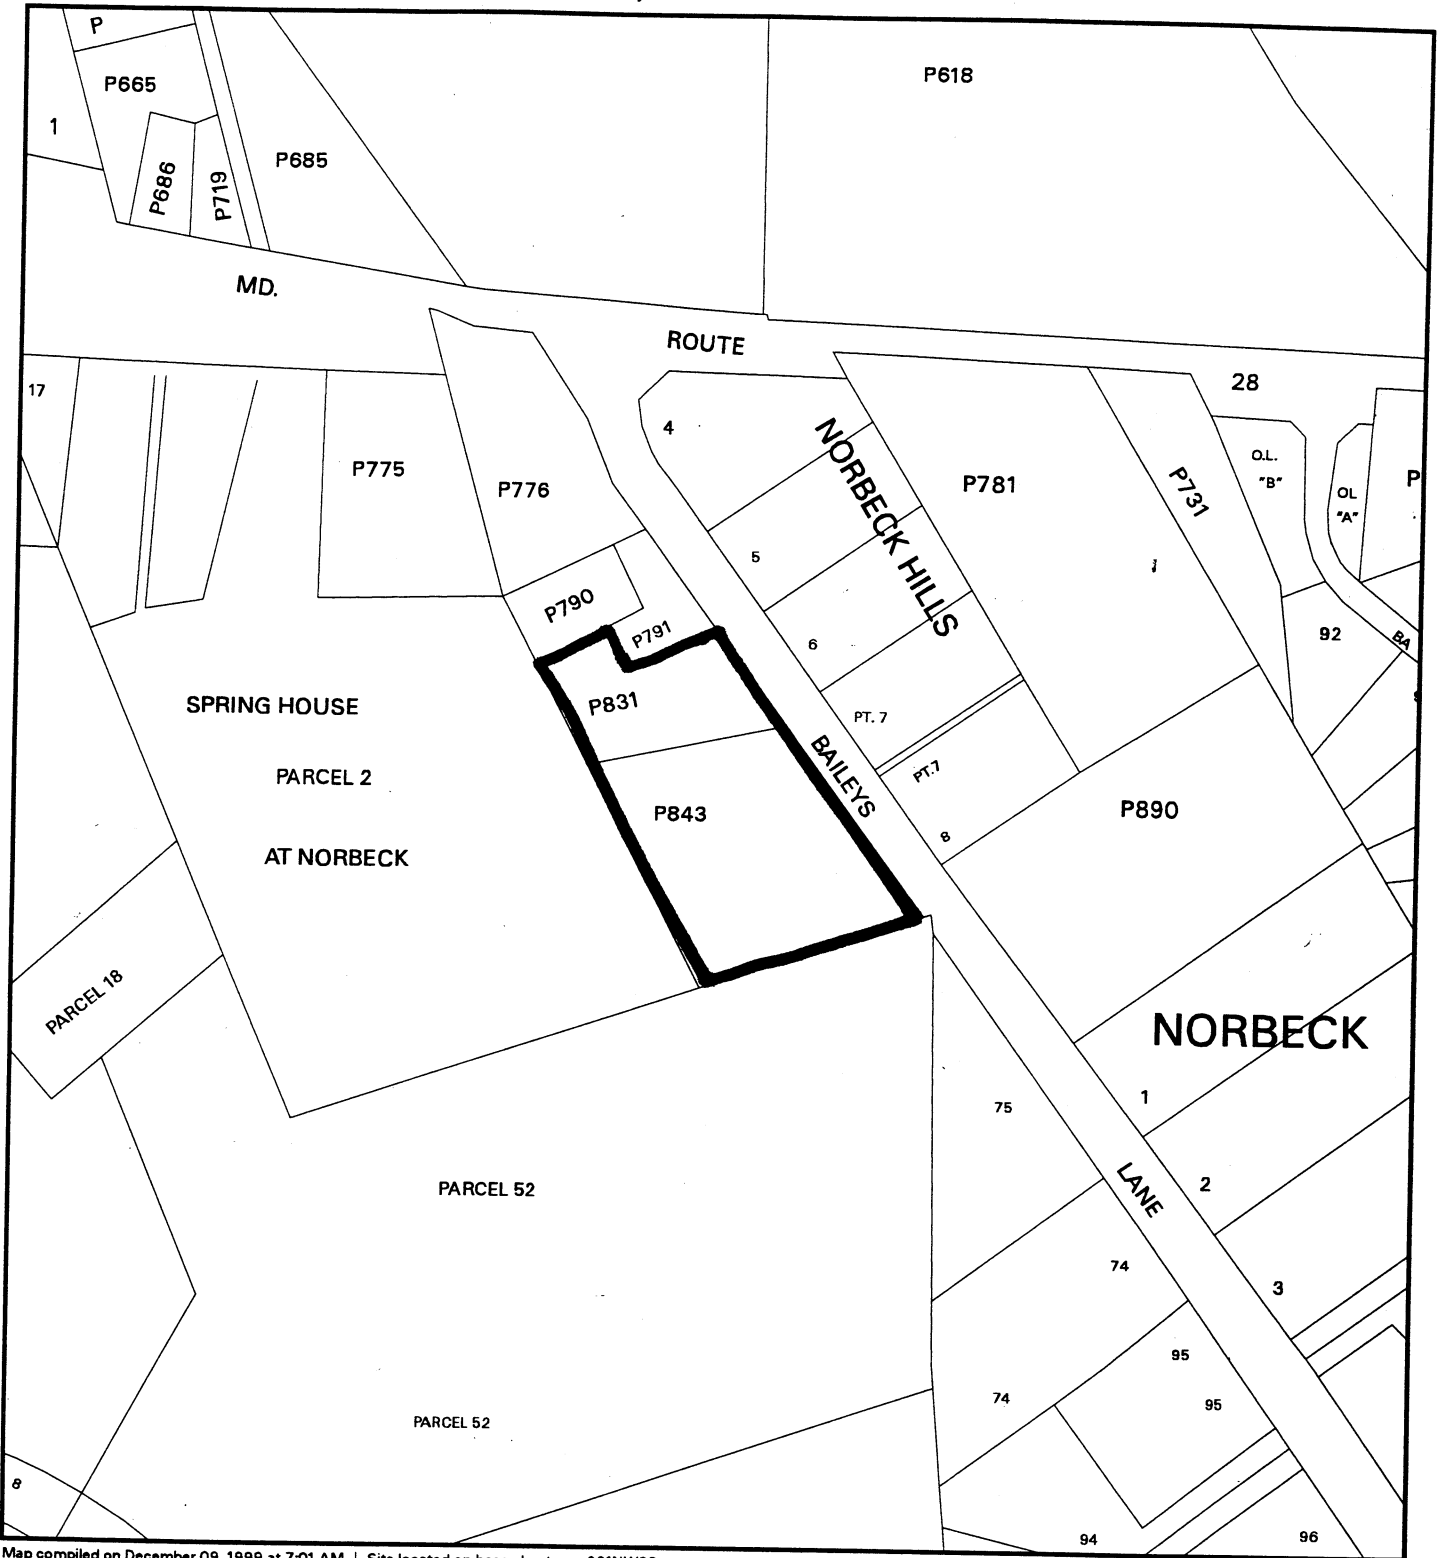 P
P665
1
P686
P719
P685
P618
MD.
ROUTE
28
17
P775
P776
4
NORBECK HILLS
P781
P731
O.L.
"B"
OL
"A"
P
5
P790
P791
6
92
BA
SPRING HOUSE
P831
PT. 7
PARCEL 2
BAILEYS
PT.7
P843
8
P890
AT NORBECK
PARCEL 18
NORBECK
75
1
PARCEL 52
LANE
2
74
3
95
74
95
PARCEL 52
8
94
96
Map compiled on December 09, 1999 at 7:01 AM | Site located on base